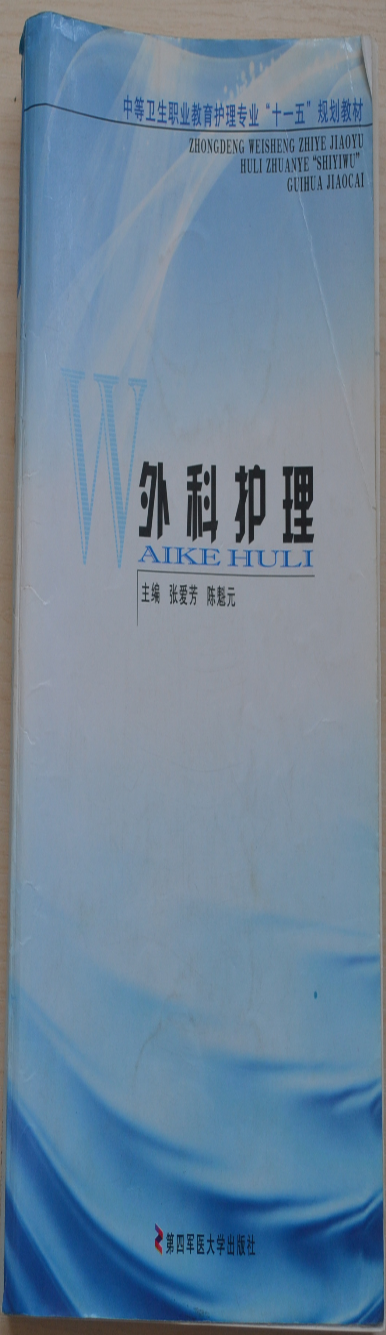 中等卫生职业教育护理专业“十一五”规划教材
ZHONGDENG WEISHENG ZHIYE JIAOYU
HULI ZHUANYE “SHIYIWU”
GUIHUA JIAOCAI
外科护理
WAIKE HULI
主编 张爱芳 陈魁元
第四军医大学出版社